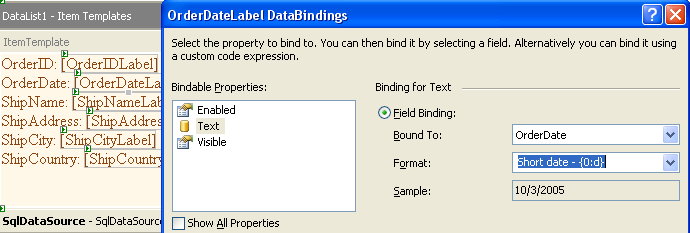 DataList1 - Item Templates
ItemTemplate
OrderID: [OrderIDLabel]
OrderDate: [OrderDateLa
ShipName: [ShipNameLab
ShipAddress: [ShipAddres
ShipCity: [ShipCityLabel]
ShipCountry: [ShipCountry
SqlDataSource - SqlDataSource
OrderDateLabel DataBindings
Select the property to bind to. You can then bind it by selecting a field. Alternatively you can bind it using
a custom code expression.
Bindable Properties:
Enabled
Text
Visible
Show All Properties
Binding for Text
Field Binding:
Bound To: OrderDate
Format: Short date - {0:d}
Sample: 10/3/2005